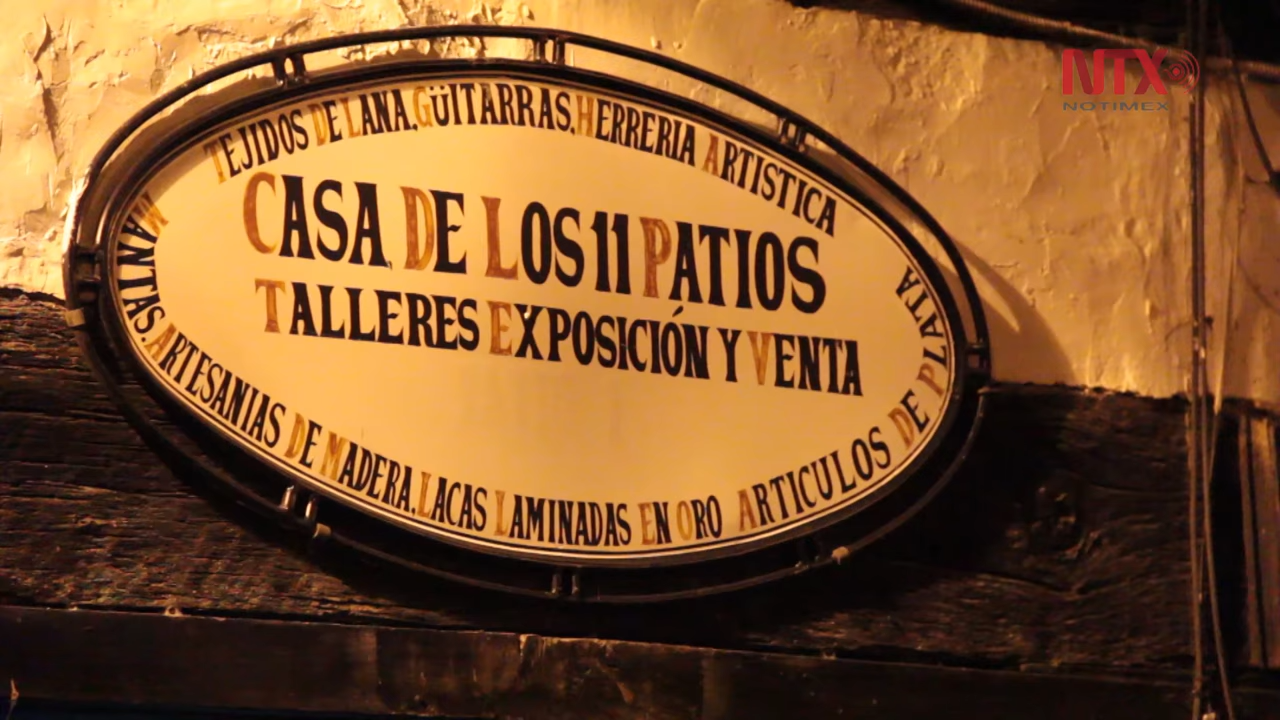 TEJIDOS DE LANA, GÜITARRAS, HERRERIA ARTISTICA
CASA DE LOS 11 PATIOS
TALLERES EXPOSICIÓN Y VENTA
MANTAS, ARTESANIAS DE MADERA, LACAS LAMINADAS EN ORO ARTICULOS DE PLATA
NTX
NOTIMEX